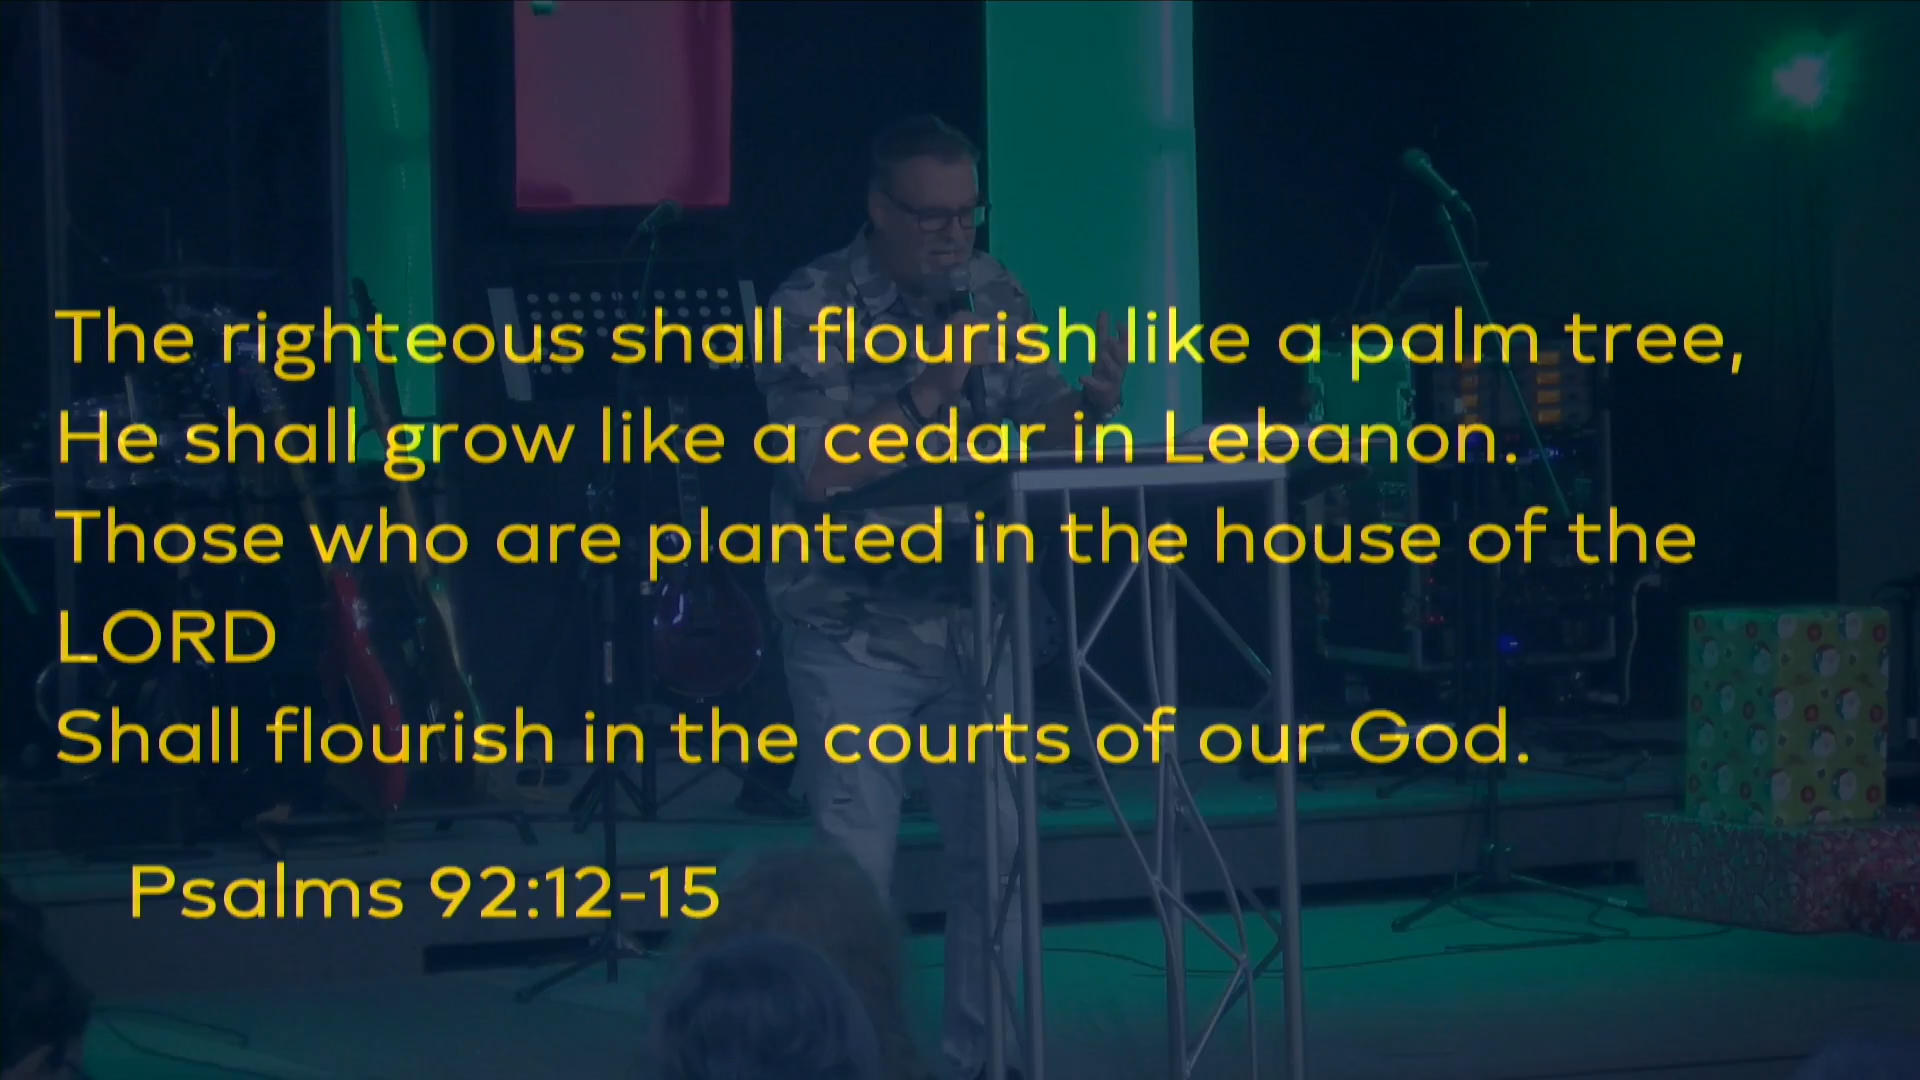 The righteous shall flourish like a palm tree,
He shall grow like a cedar in Lebanon.
Those who are planted in the house of the
LORD
Shall flourish in the courts of our God.
Psalms 92:12-15